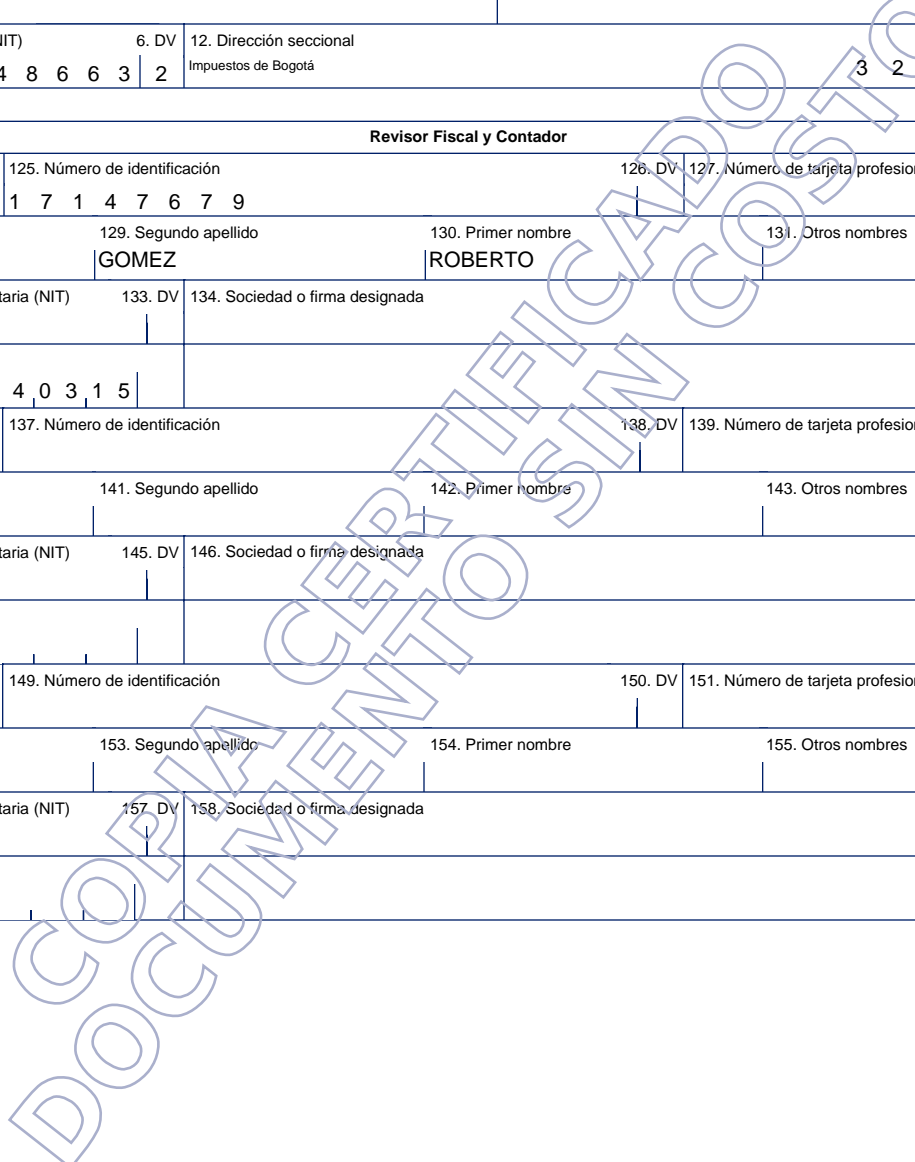 NIT) 6. DV 12. Dirección seccional
4 8 6 6 3 2 Impuestos de Bogotá 3 2
Revisor Fiscal y Contador
125. Número de identificación 126. DV 127. Número de tarjeta profesion
1 7 1 4 7 6 7 9
129. Segundo apellido 130. Primer nombre 131. Otros nombres
GOMEZ ROBERTO
taria (NIT) 133. DV 134. Sociedad o firma designada
4 0 3 1 5
137. Número de identificación 138. DV 139. Número de tarjeta profesion
141. Segundo apellido 142. Primer nombre 143. Otros nombres
taria (NIT) 145. DV 146. Sociedad o firma designada
149. Número de identificación 150. DV 151. Número de tarjeta profesion
153. Segundo apellido 154. Primer nombre 155. Otros nombres
taria (NIT) 157. DV 158. Sociedad o firma designada
COPIA CERTIFICADO
DOCUMENTO SIN COSTO